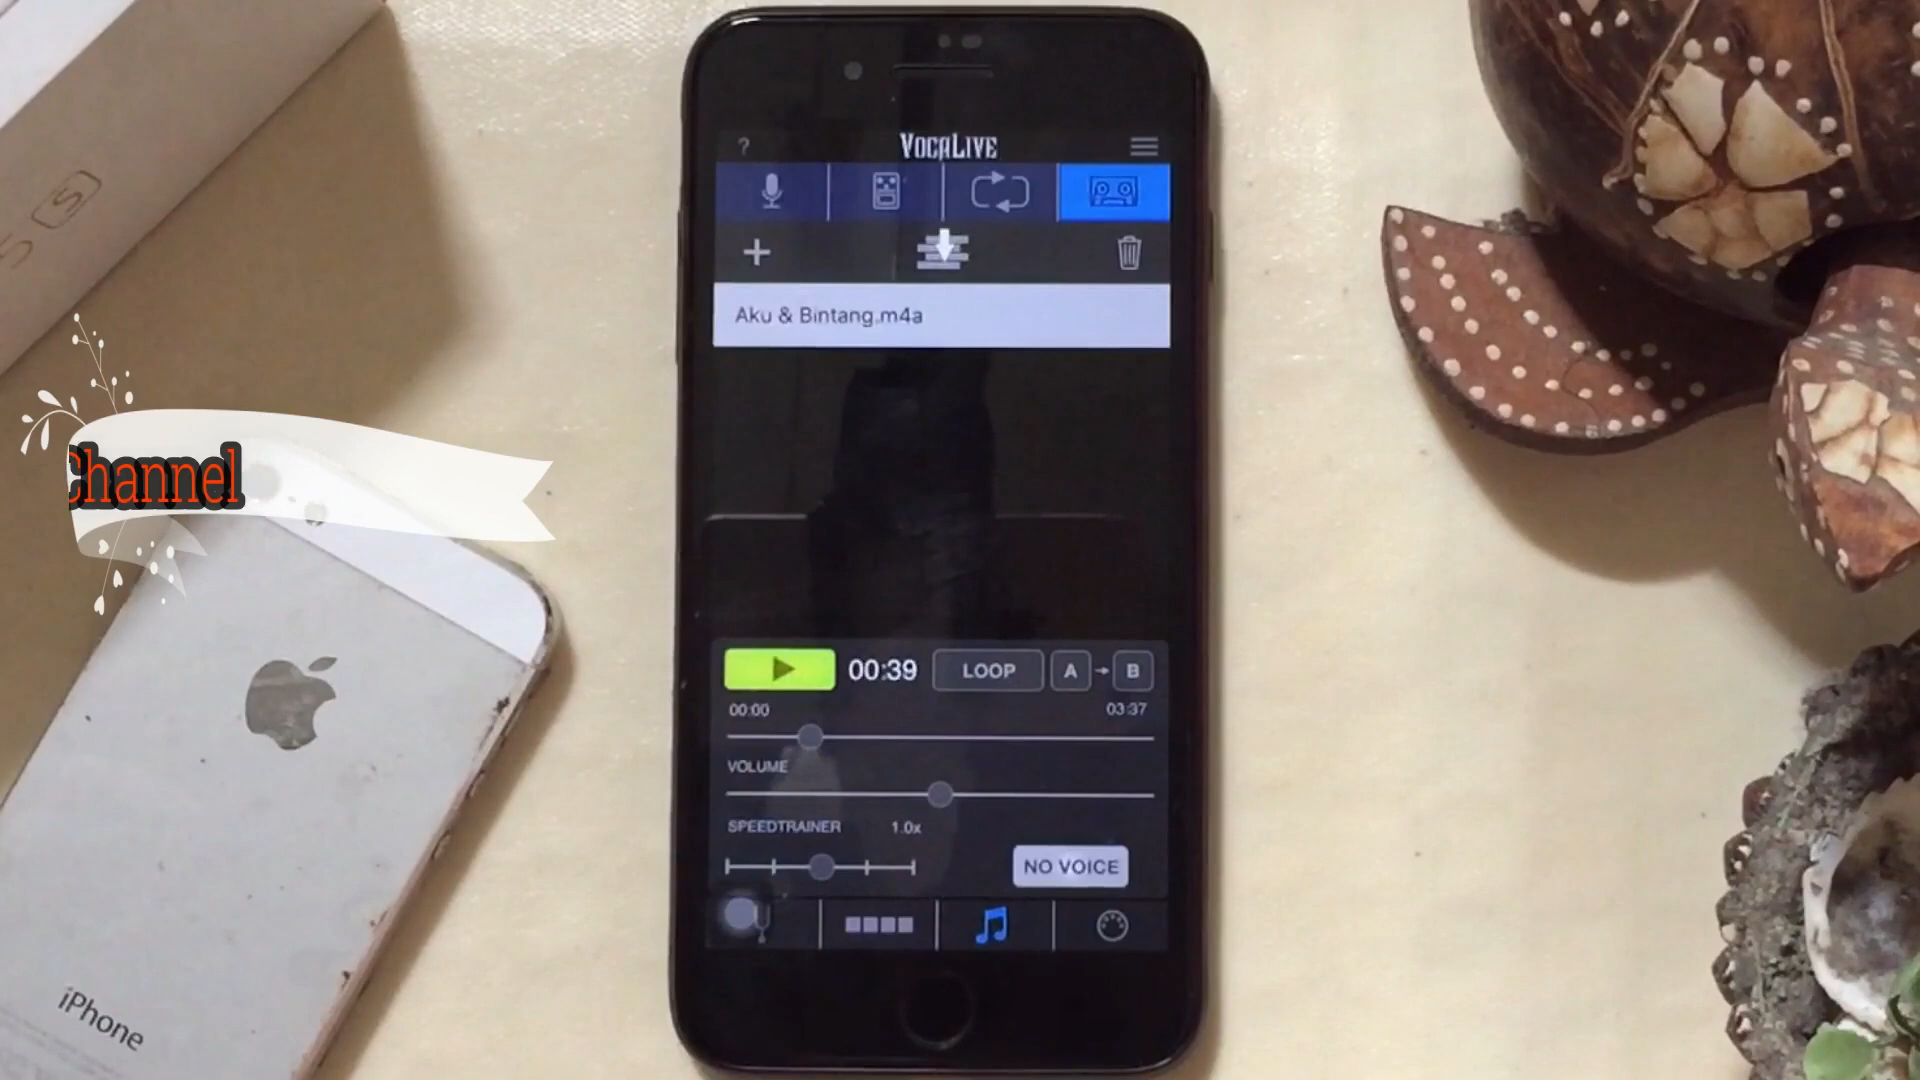 ?
VOCALIVE
Aku & Bintang.m4a
00:39
LOOP
A
B
00:00
03:37
VOLUME
SPEEDTRAINER
1.0x
NO VOICE
Channel
iPhone
5
S